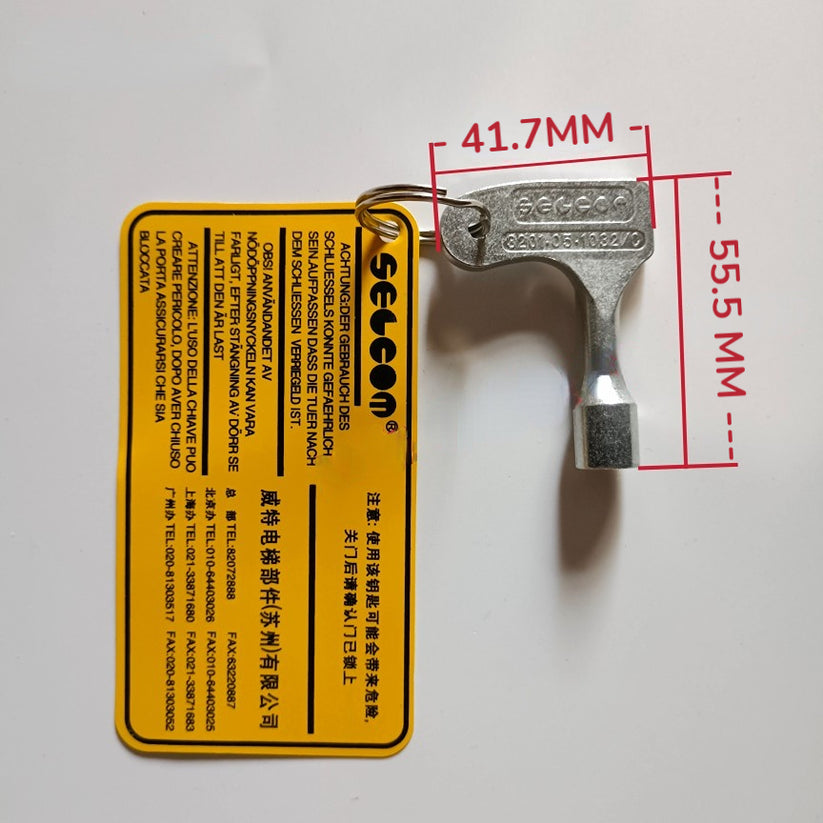 41.7MM
55.5 MM
SELCOM
3201.05.1032/0
SELCOM®
ACHTUNG:DER GEBRAUCH DES
SCHLUESSELS KONNTE GEFAEHRLICH
SEIN.AUFPASSEN DASS DIE TUER NACH
DEM SCHLIESSEN VERRIEGELD IST.
OBS!ANVÄNDANDET AV
NÖDÖPPNINGSNYCKELN KAN VARA
FARLIGT, EFTER STÄNGNING AV DÖRR SE
TILL ATT DEN ÄR LAST
ATTENZIONE: L'USO DELLA CHIAVE PUO
CREARE PERICOLO, DOPO AVER CHIUSO
LA PORTA ASSICURARSI CHE SIA
BLOCCATA
注意: 使用该钥匙可能会带来危险,
关门后请确认门已锁上
威特电梯部件(苏州)有限公司
总 部 TEL:82072888 FAX:63220887
北京办 TEL:010-64403026 FAX:010-64403025
上海办 TEL:021-33871680 FAX:021-33871683
广州办 TEL:020-81303517 FAX:020-81303052